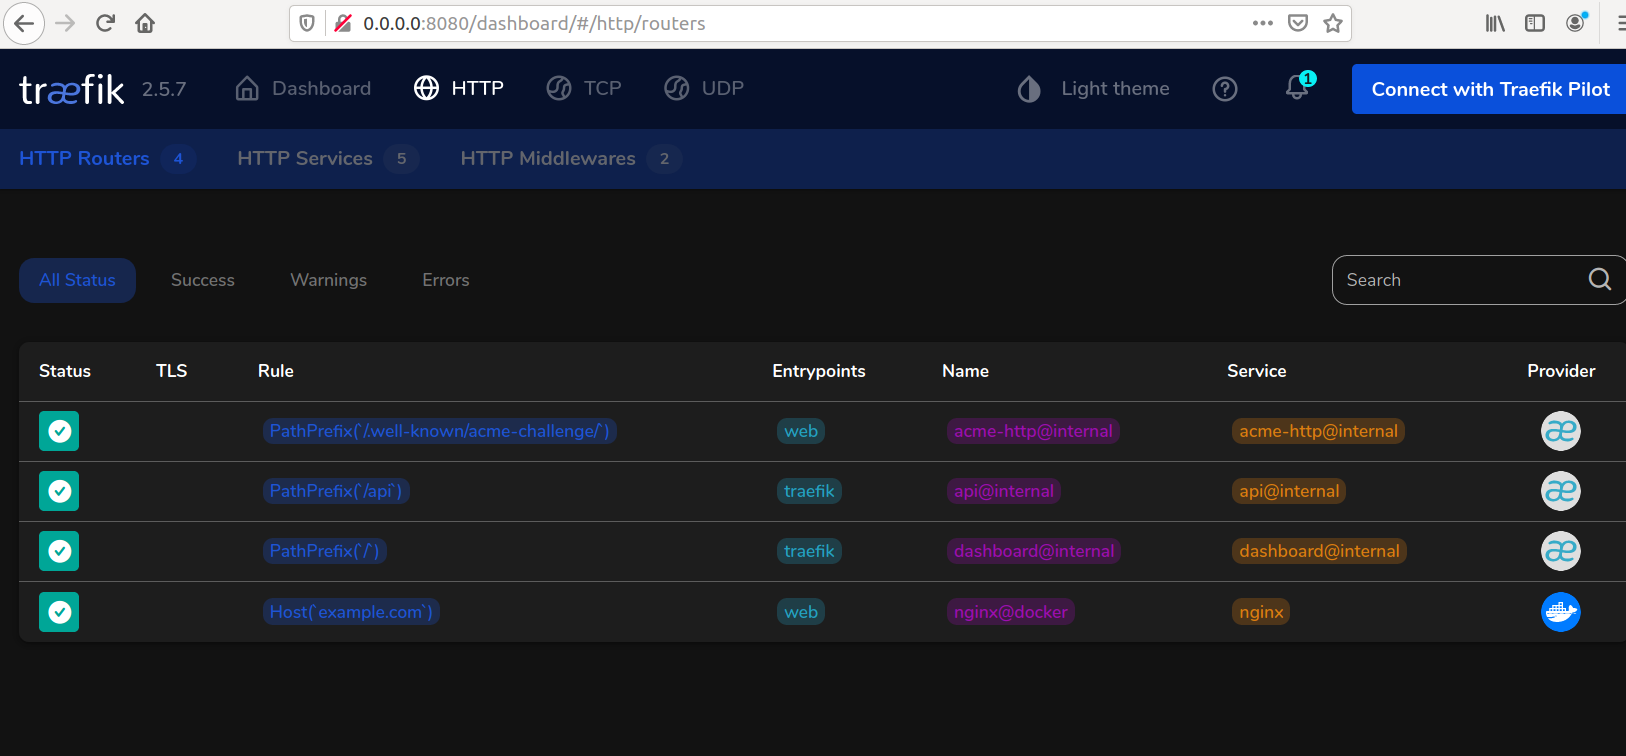 0.0.0.0:8080/dashboard/#/http/routers
træfik 2.5.7 Dashboard HTTP TCP UDP Light theme 1 Connect with Traefik Pilot
HTTP Routers 4 HTTP Services 5 HTTP Middlewares 2
All Status Success Warnings Errors Search
Status TLS Rule Entrypoints Name Service Provider
PathPrefix(`/.well-known/acme-challenge/`) web acme-http@internal acme-http@internal æ
PathPrefix(`/api`) traefik api@internal api@internal æ
PathPrefix(`/`) traefik dashboard@internal dashboard@internal æ
Host(`example.com`) web nginx@docker nginx